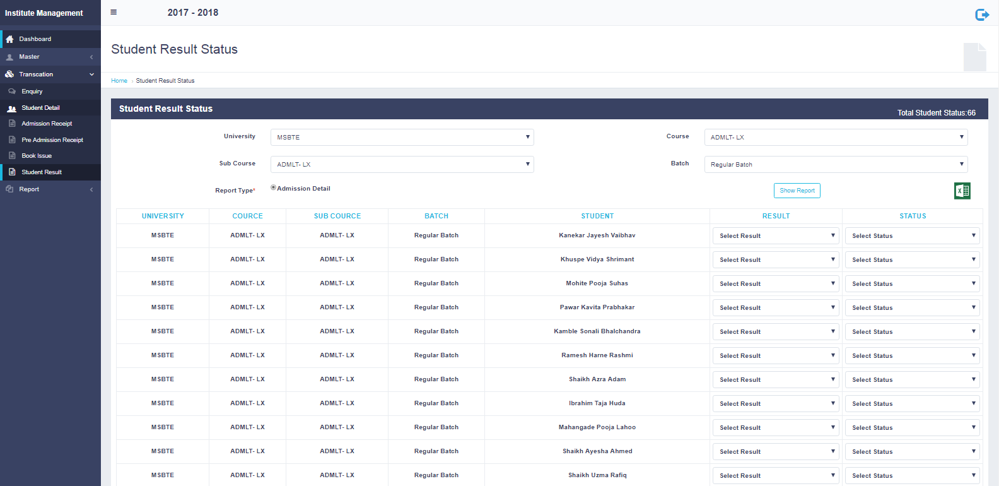 Institute Management
2017 - 2018
Dashboard
Master
Transcation
Enquiry
Student Detail
Admission Receipt
Pre Admission Receipt
Book Issue
Student Result
Report
Student Result Status
Home › Student Result Status
Student Result Status
Total Student Status:66
University MSBTE Course ADMLT- LX
Sub Course ADMLT- LX Batch Regular Batch
Report Type* Admission Detail Show Report
UNIVERSITY COURCE SUB COURCE BATCH STUDENT RESULT STATUS
MSBTE ADMLT- LX ADMLT- LX Regular Batch Kanekar Jayesh Vaibhav Select Result Select Status
MSBTE ADMLT- LX ADMLT- LX Regular Batch Khuspe Vidya Shrimant Select Result Select Status
MSBTE ADMLT- LX ADMLT- LX Regular Batch Mohite Pooja Suhas Select Result Select Status
MSBTE ADMLT- LX ADMLT- LX Regular Batch Pawar Kavita Prabhakar Select Result Select Status
MSBTE ADMLT- LX ADMLT- LX Regular Batch Kamble Sonali Bhalchandra Select Result Select Status
MSBTE ADMLT- LX ADMLT- LX Regular Batch Ramesh Harne Rashmi Select Result Select Status
MSBTE ADMLT- LX ADMLT- LX Regular Batch Shaikh Azra Adam Select Result Select Status
MSBTE ADMLT- LX ADMLT- LX Regular Batch Ibrahim Taja Huda Select Result Select Status
MSBTE ADMLT- LX ADMLT- LX Regular Batch Mahangade Pooja Lahoo Select Result Select Status
MSBTE ADMLT- LX ADMLT- LX Regular Batch Shaikh Ayesha Ahmed Select Result Select Status
MSBTE ADMLT- LX ADMLT- LX Regular Batch Shaikh Uzma Rafiq Select Result Select Status